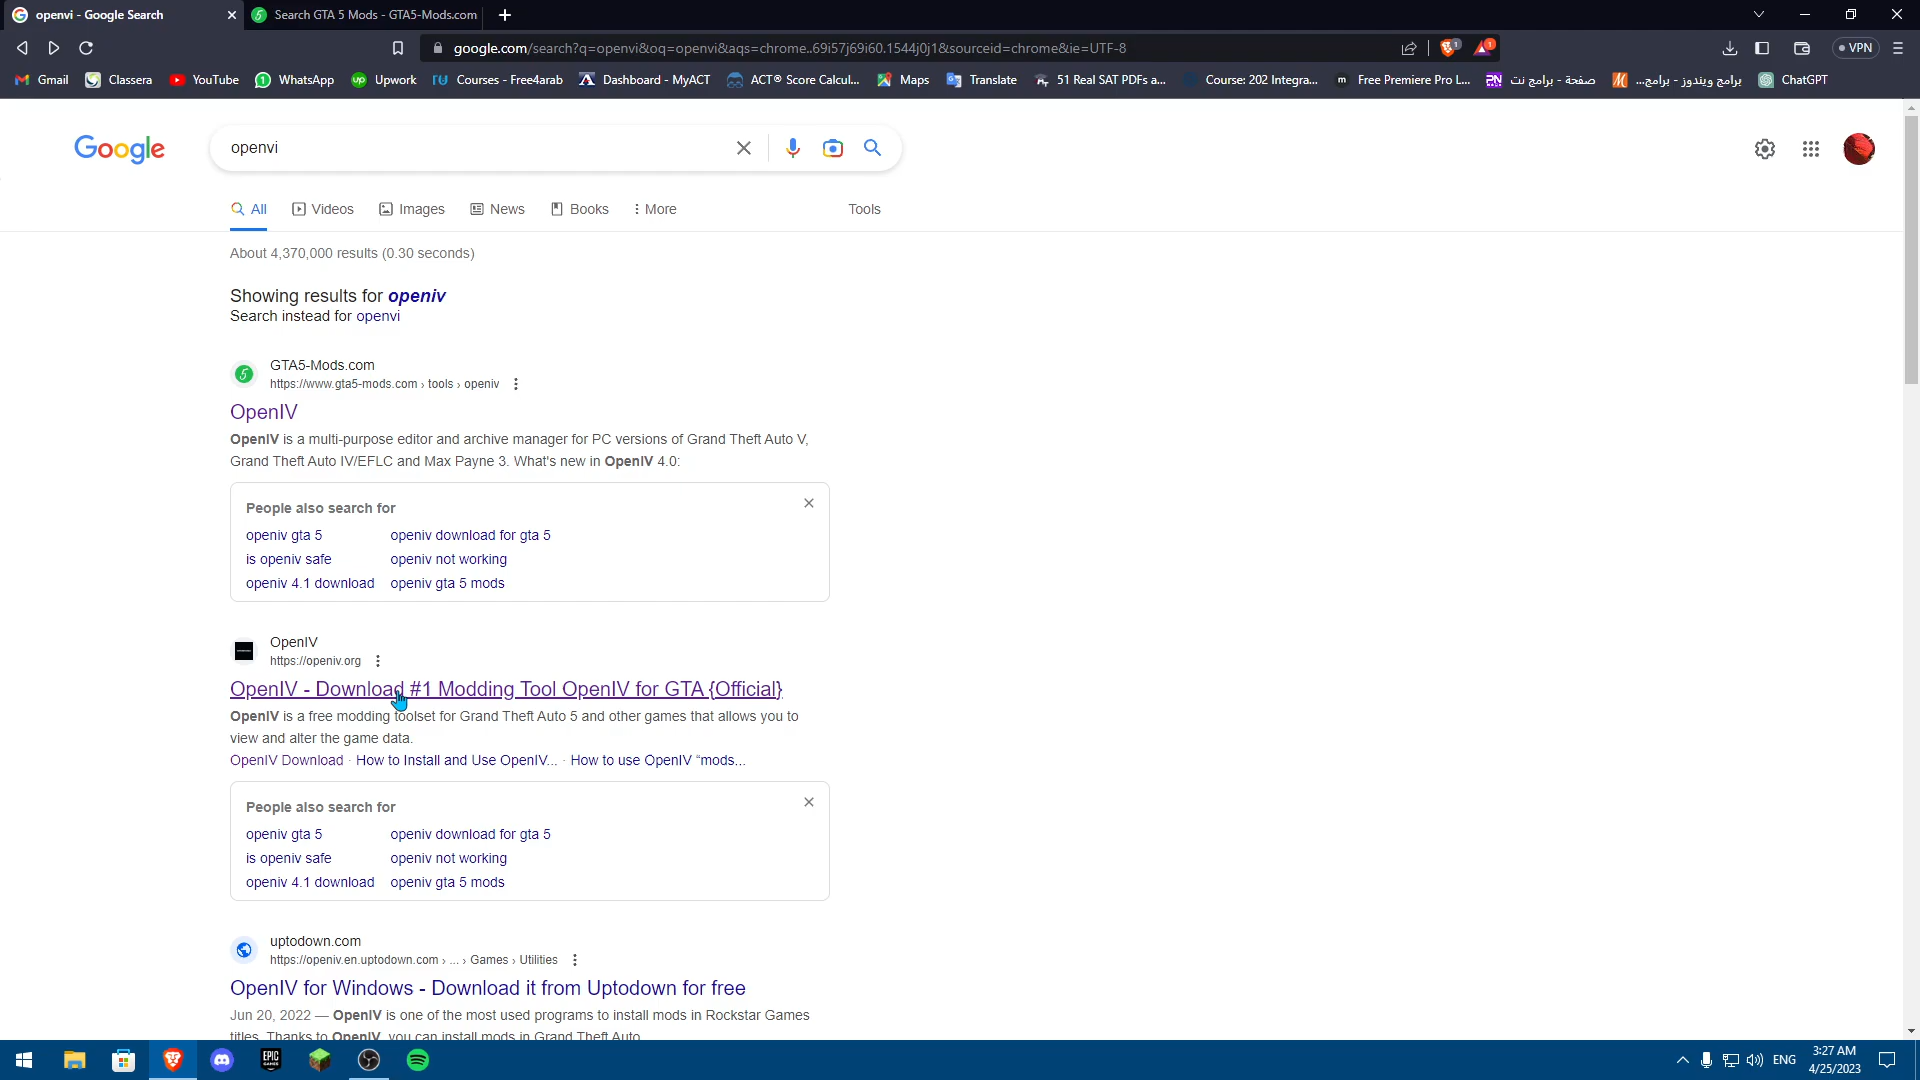 openvi - Google Search
Search GTA 5 Mods - GTA5-Mods.com
google.com/search?q=openvi&oq=openvi&aqs=chrome..69i57j69i60.1544j0j1&sourceid=chrome&ie=UTF-8
VPN
Gmail
Classera
YouTube
WhatsApp
Upwork
Courses - Free4arab
Dashboard - MyACT
ACT® Score Calcul...
Maps
Translate
51 Real SAT PDFs a...
Course: 202 Integra...
Free Premiere Pro L...
صفحة - برامج نت
برامج ويندوز - برامج...
ChatGPT
Google
openvi
All
Videos
Images
News
Books
More
Tools
About 4,370,000 results (0.30 seconds)
Showing results for openiv
Search instead for openvi
GTA5-Mods.com
https://www.gta5-mods.com › tools › openiv
OpenIV
OpenIV is a multi-purpose editor and archive manager for PC versions of Grand Theft Auto V,
Grand Theft Auto IV/EFLC and Max Payne 3. What's new in OpenIV 4.0:
People also search for
openiv gta 5
openiv download for gta 5
is openiv safe
openiv not working
openiv 4.1 download
openiv gta 5 mods
OpenIV
https://openiv.org
OpenIV - Download #1 Modding Tool OpenIV for GTA {Official}
OpenIV is a free modding toolset for Grand Theft Auto 5 and other games that allows you to
view and alter the game data.
OpenIV Download · How to Install and Use OpenIV... · How to use OpenIV “mods...
People also search for
openiv gta 5
openiv download for gta 5
is openiv safe
openiv not working
openiv 4.1 download
openiv gta 5 mods
uptodown.com
https://openiv.en.uptodown.com › ... › Games › Utilities
OpenIV for Windows - Download it from Uptodown for free
Jun 20, 2022 — OpenIV is one of the most used programs to install mods in Rockstar Games
titles. Thanks to OpenIV, you can install mods in Grand Theft Auto
EPIC
GAMES
ENG
3:27 AM
4/25/2023